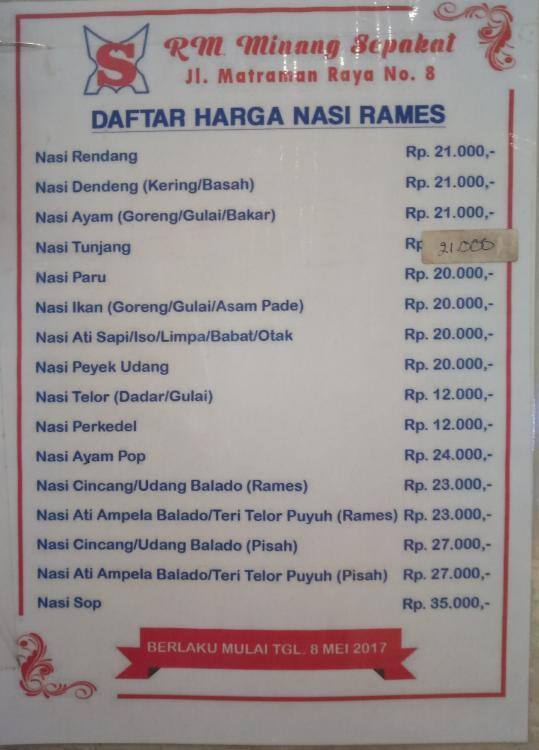 S
RM. Minang Sepakat
Jl. Matraman Raya No. 8
DAFTAR HARGA NASI RAMES
Nasi Rendang Rp. 21.000,-
Nasi Dendeng (Kering/Basah) Rp. 21.000,-
Nasi Ayam (Goreng/Gulai/Bakar) Rp. 21.000,-
Nasi Tunjang Rp 21.000
Nasi Paru Rp. 20.000,-
Nasi Ikan (Goreng/Gulai/Asam Pade) Rp. 20.000,-
Nasi Ati Sapi/Iso/Limpa/Babat/Otak Rp. 20.000,-
Nasi Peyek Udang Rp. 20.000,-
Nasi Telor (Dadar/Gulai) Rp. 12.000,-
Nasi Perkedel Rp. 12.000,-
Nasi Ayam Pop Rp. 24.000,-
Nasi Cincang/Udang Balado (Rames) Rp. 23.000,-
Nasi Ati Ampela Balado/Teri Telor Puyuh (Rames) Rp. 23.000,-
Nasi Cincang/Udang Balado (Pisah) Rp. 27.000,-
Nasi Ati Ampela Balado/Teri Telor Puyuh (Pisah) Rp. 27.000,-
Nasi Sop Rp. 35.000,-
BERLAKU MULAI TGL. 8 MEI 2017